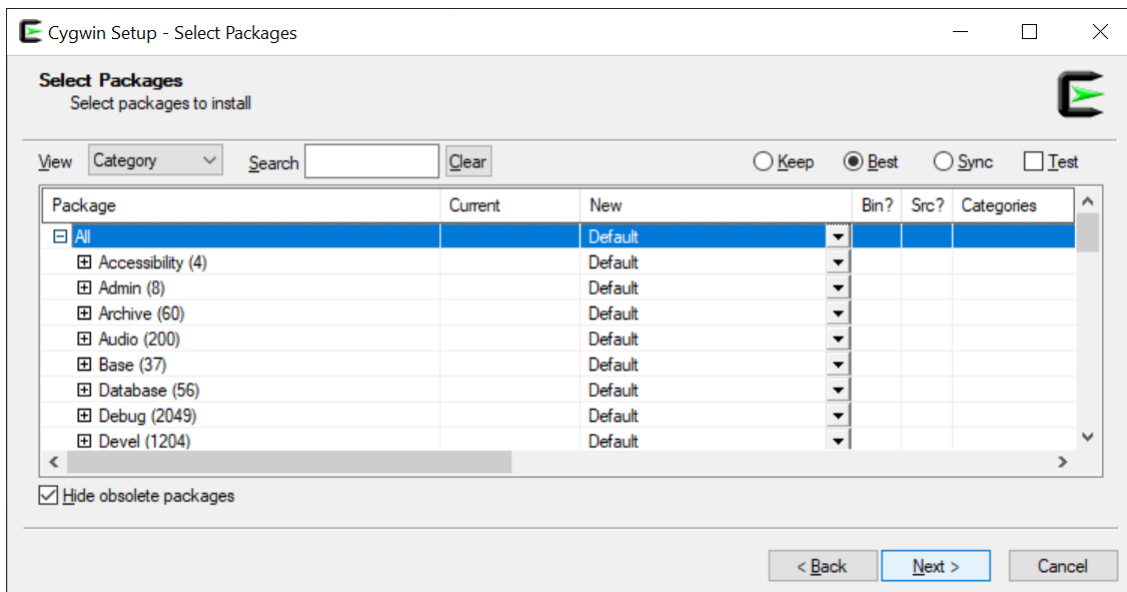 Cygwin Setup - Select Packages
Select Packages
Select packages to install
View Category Search Clear Keep Best Sync Test
Package Current New Bin? Src? Categories
All Default
Accessibility (4) Default
Admin (8) Default
Archive (60) Default
Audio (200) Default
Base (37) Default
Database (56) Default
Debug (2049) Default
Devel (1204) Default
Hide obsolete packages
< Back Next > Cancel